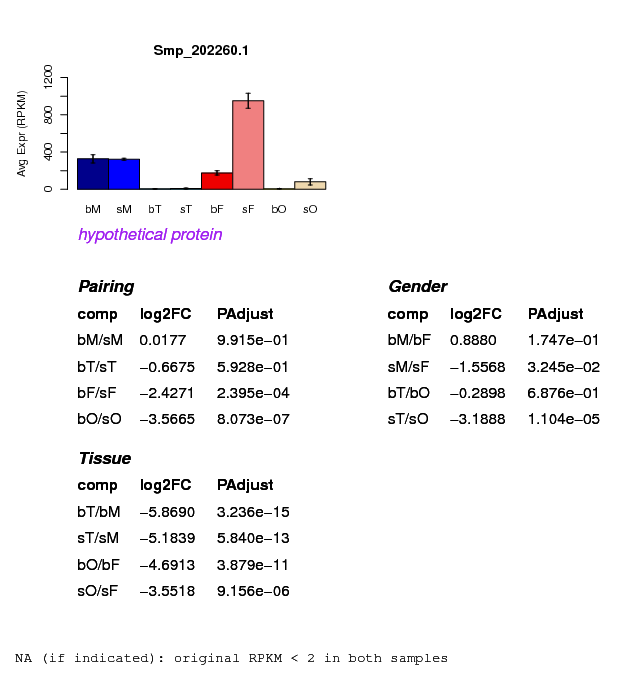 Smp_202260.1
Avg Expr (RPKM)
1200
800
400
0
bM sM bT sT bF sF bO sO
hypothetical protein
Pairing
comp log2FC PAdjust
bM/sM 0.0177 9.915e−01
bT/sT −0.6675 5.928e−01
bF/sF −2.4271 2.395e−04
bO/sO −3.5665 8.073e−07
Gender
comp log2FC PAdjust
bM/bF 0.8880 1.747e−01
sM/sF −1.5568 3.245e−02
bT/bO −0.2898 6.876e−01
sT/sO −3.1888 1.104e−05
Tissue
comp log2FC PAdjust
bT/bM −5.8690 3.236e−15
sT/sM −5.1839 5.840e−13
bO/bF −4.6913 3.879e−11
sO/sF −3.5518 9.156e−06
NA (if indicated): original RPKM < 2 in both samples